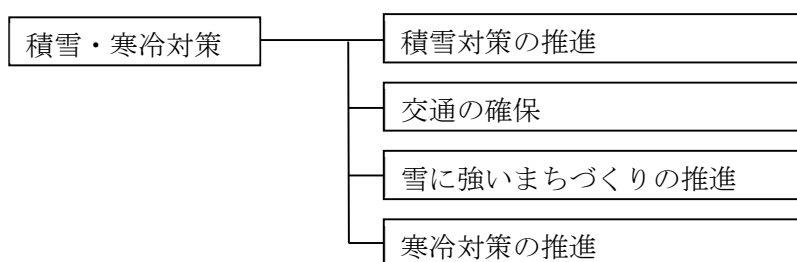 積雪・寒冷対策
積雪対策の推進
交通の確保
雪に強いまちづくりの推進
寒冷対策の推進